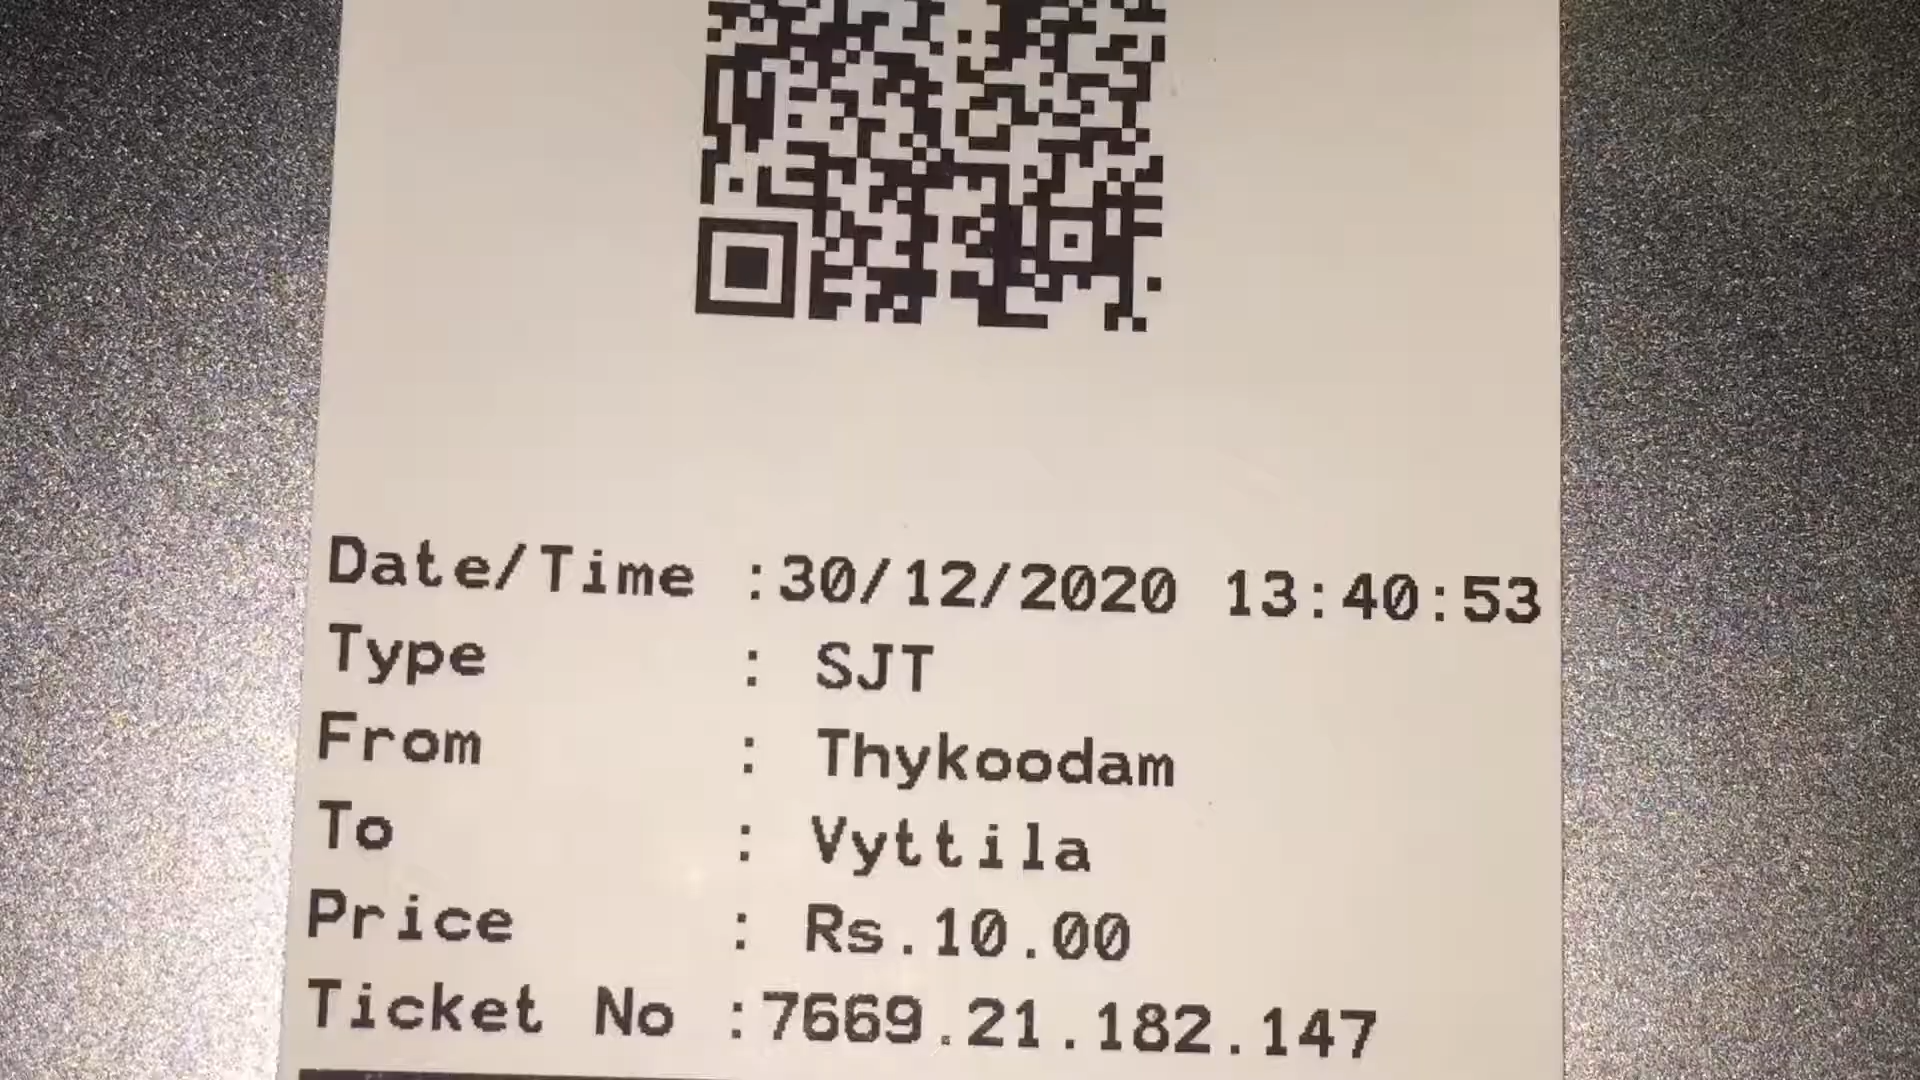 Date/Time :30/12/2020 13:40:53
Type : SJT
From : Thykoodam
To : Vyttila
Price : Rs.10.00
Ticket No :7669.21.182.147